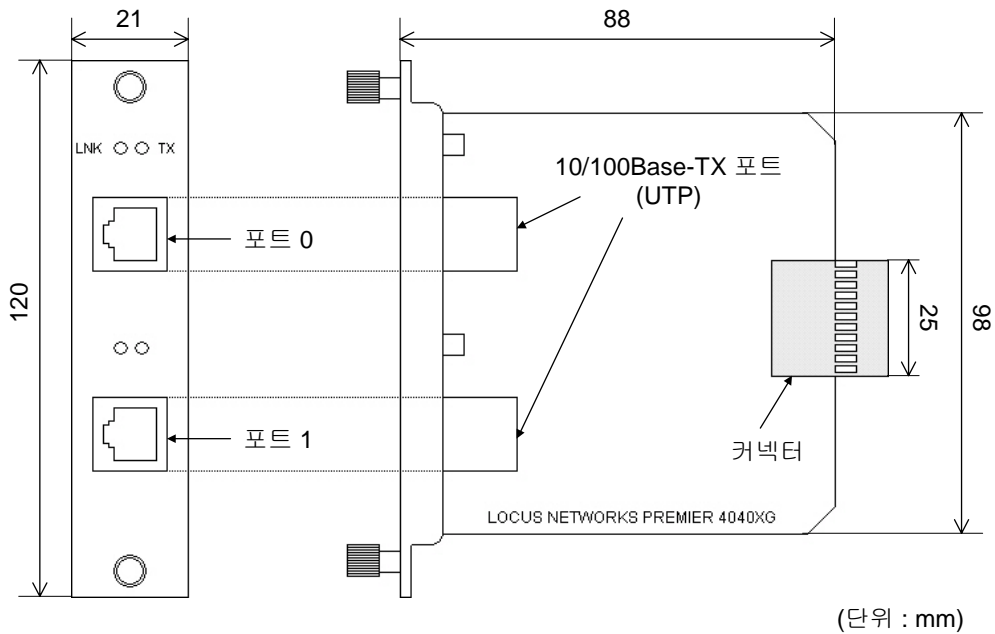 21
88
LNK TX
10/100Base-TX 포트
(UTP)
포트 0
120
25
98
포트 1
커넥터
LOCUS NETWORKS PREMIER 4040XG
(단위 : mm)